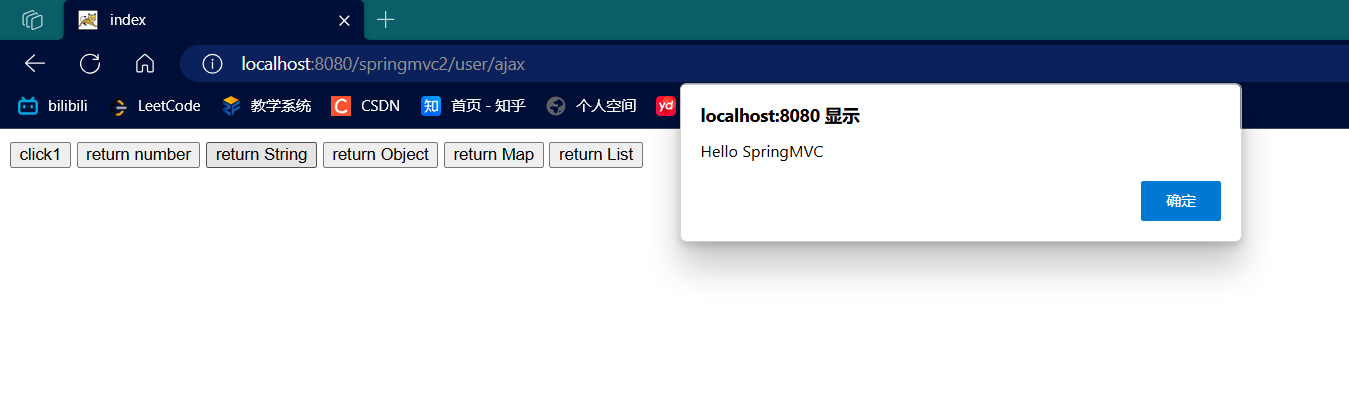 index
localhost:8080/springmvc2/user/ajax
bilibili LeetCode 教学系统 CSDN 首页 - 知乎 个人空间
localhost:8080 显示
Hello SpringMVC
确定
click1 return number return String return Object return Map return List